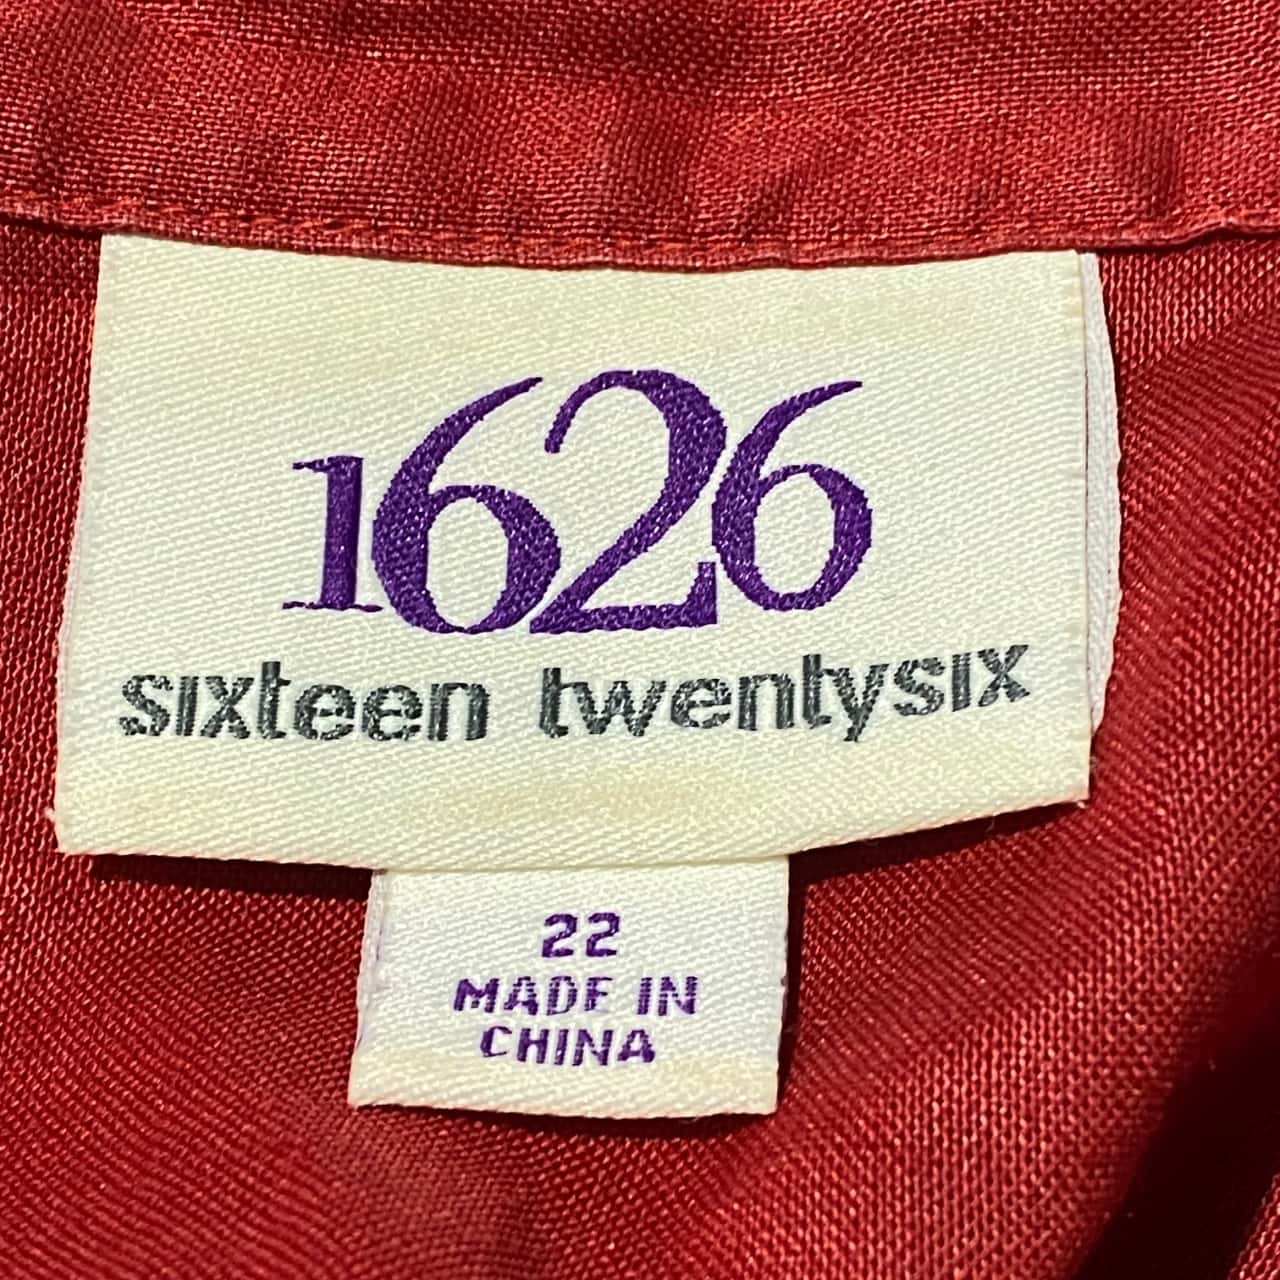 1626
sixteen twentysix
22
MADE IN
CHINA